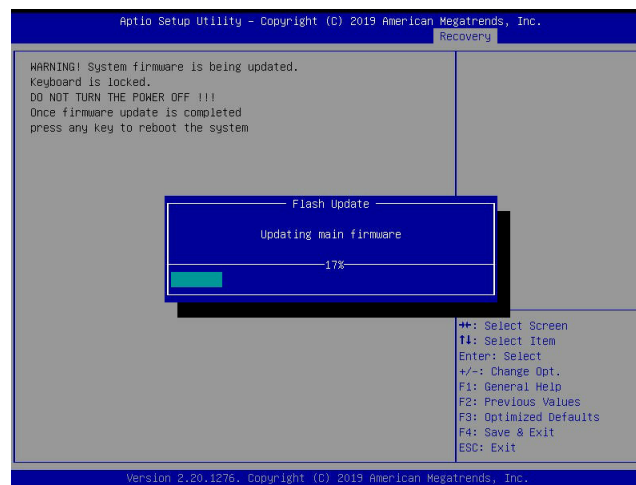 Aptio Setup Utility – Copyright (C) 2019 American Megatrends, Inc.
Recovery
WARNING! System firmware is being updated.
Keyboard is locked.
DO NOT TURN THE POWER OFF !!!
Once firmware update is completed
press any key to reboot the system
Flash Update
Updating main firmware
17%
→←: Select Screen
↑↓: Select Item
Enter: Select
+/-: Change Opt.
F1: General Help
F2: Previous Values
F3: Optimized Defaults
F4: Save & Exit
ESC: Exit
Version 2.20.1276. Copyright (C) 2019 American Megatrends, Inc.